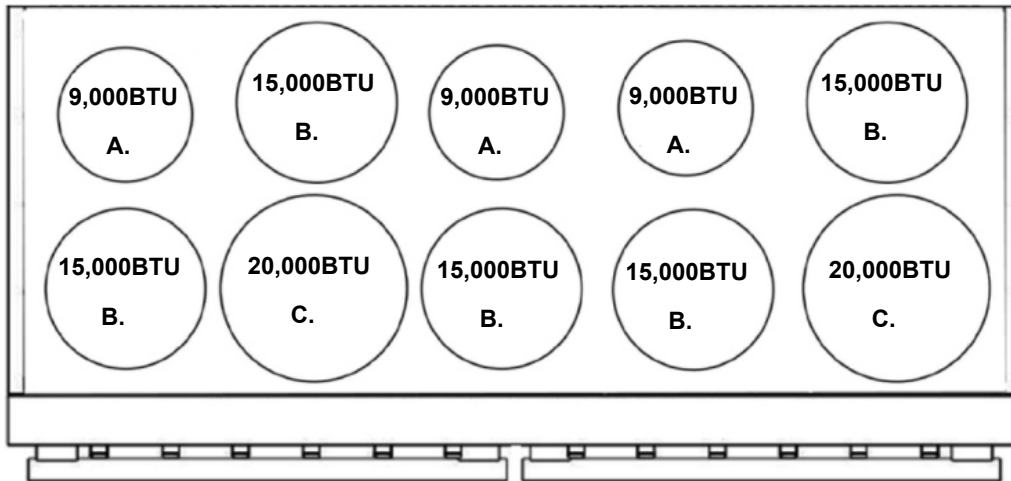 9,000BTU
A.
15,000BTU
B.
9,000BTU
A.
9,000BTU
A.
15,000BTU
B.
15,000BTU
B.
20,000BTU
C.
15,000BTU
B.
15,000BTU
B.
20,000BTU
C.